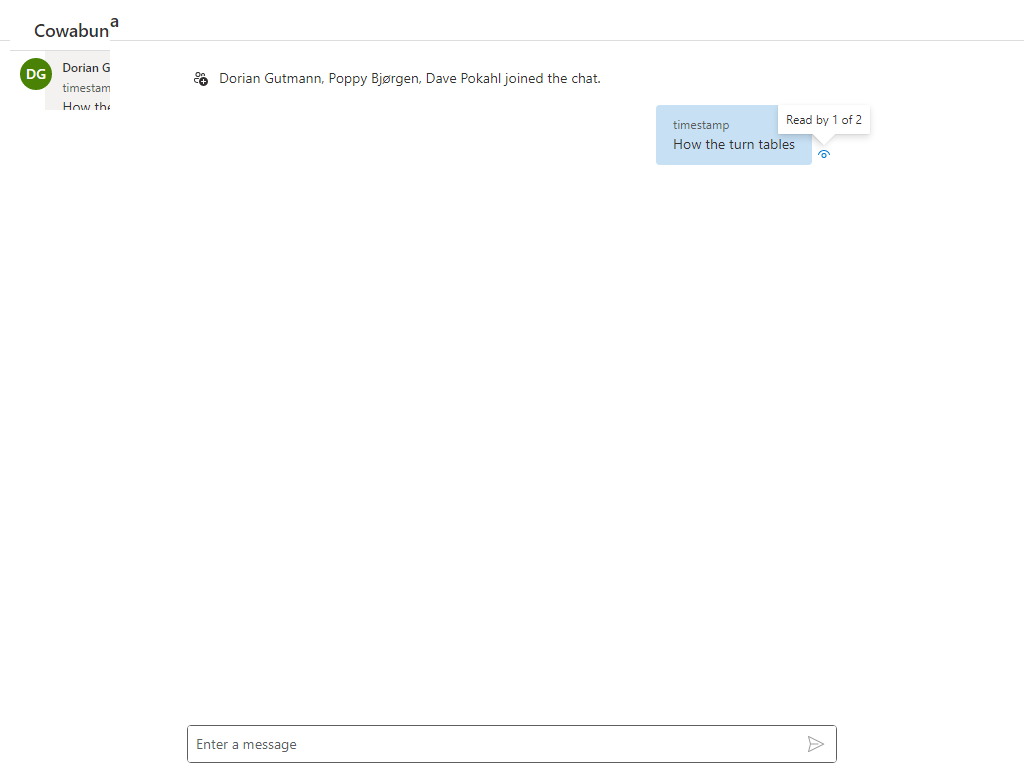 Cowabun
a
DG
Dorian G
timestam
How the
Dorian Gutmann, Poppy Bjørgen, Dave Pokahl joined the chat.
Read by 1 of 2
timestamp
How the turn tables
Enter a message